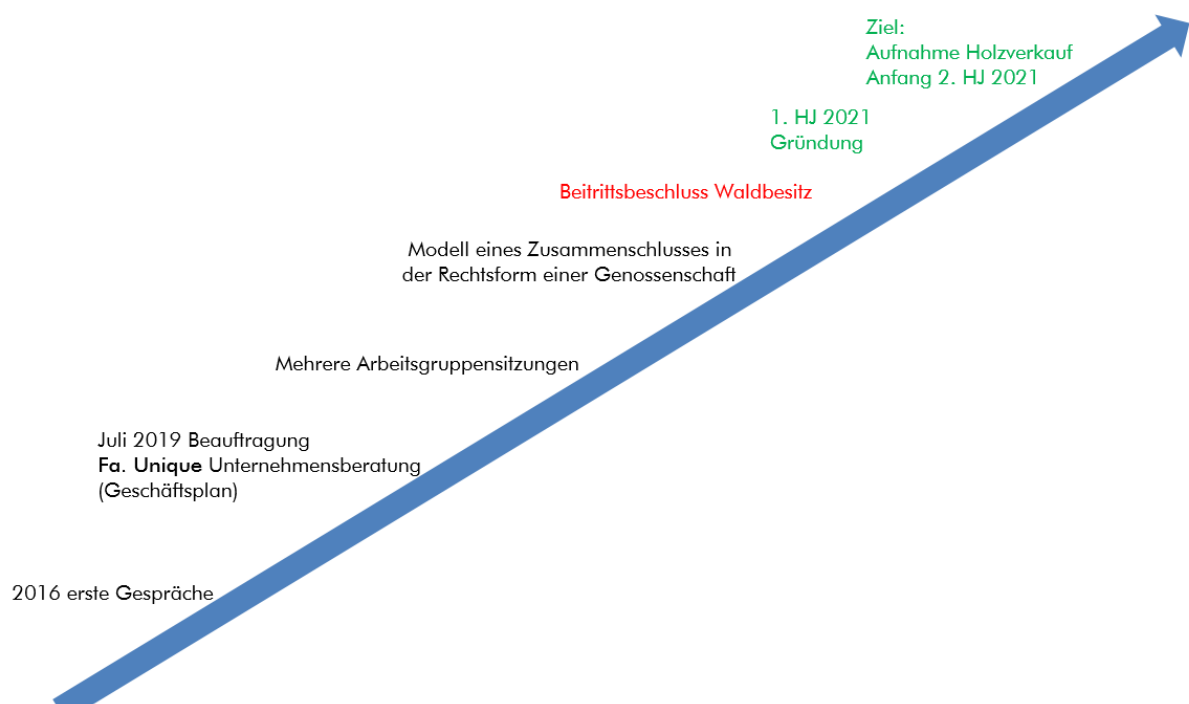 Ziel:
Aufnahme Holzverkauf
Anfang 2. HJ 2021
1. HJ 2021
Gründung
Beitrittsbeschluss Waldbesitz
Modell eines Zusammenschlusses in
der Rechtsform einer Genossenschaft
Mehrere Arbeitsgruppensitzungen
Juli 2019 Beauftragung
Fa. Unique Unternehmensberatung
(Geschäftsplan)
2016 erste Gespräche